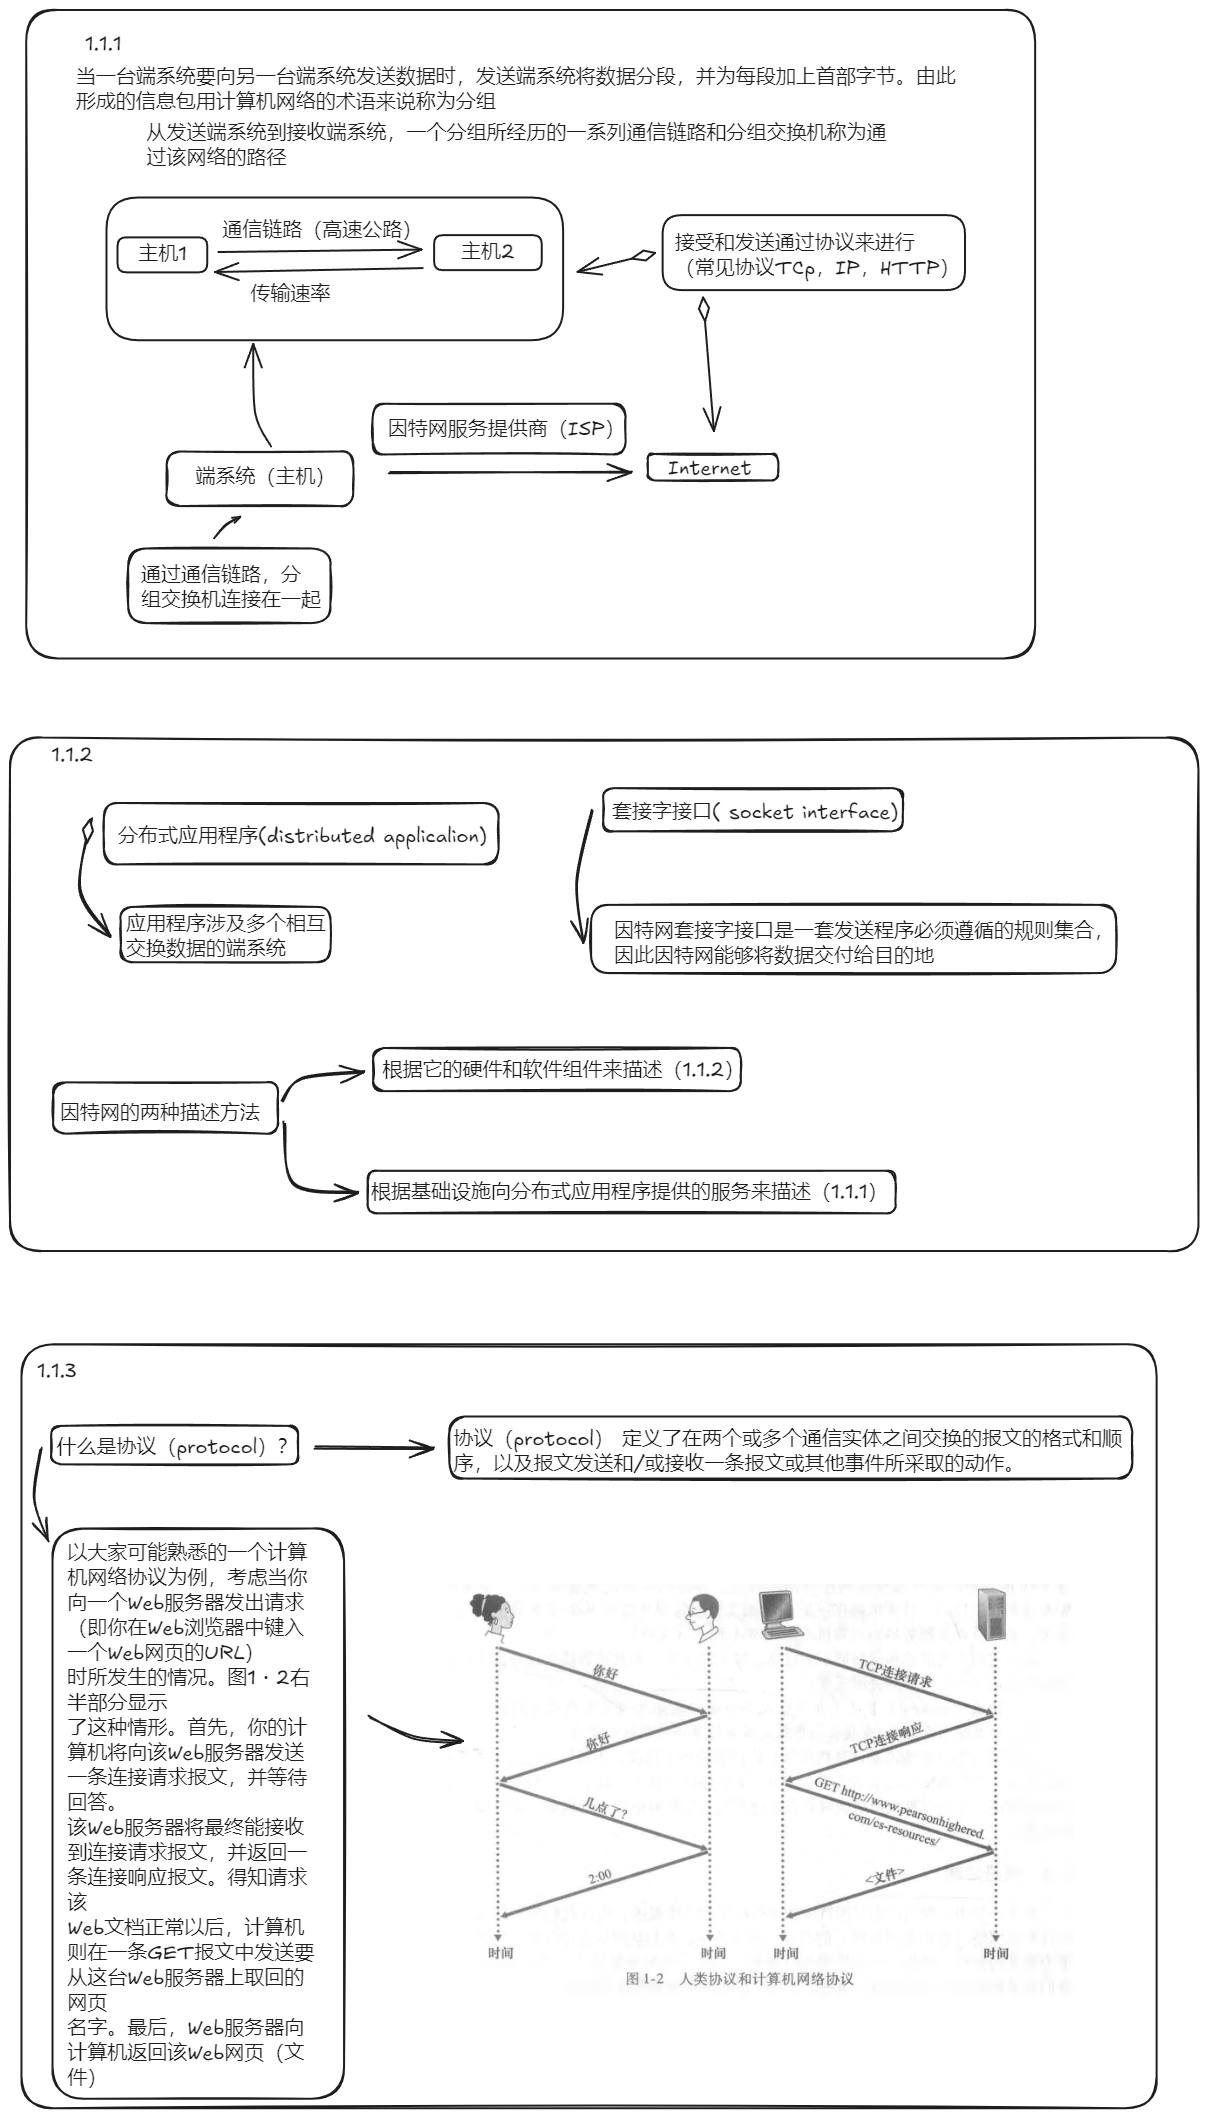 1.1.1
当一台端系统要向另一台端系统发送数据时，发送端系统将数据分段，并为每段加上首部字节。由此
形成的信息包用计算机网络的术语来说称为分组
从发送端系统到接收端系统，一个分组所经历的一系列通信链路和分组交换机称为通
过该网络的路径
通信链路（高速公路）
主机1
主机2
传输速率
接受和发送通过协议来进行
（常见协议TCp，IP，HTTP）
因特网服务提供商（ISP）
端系统（主机）
Internet
通过通信链路，分
组交换机连接在一起
1.1.2
套接字接口( socket interface)
分布式应用程序(distributed applicalion)
应用程序涉及多个相互
交换数据的端系统
因特网套接字接口是一套发送程序必须遵循的规则集合，
因此因特网能够将数据交付给目的地
根据它的硬件和软件组件来描述（1.1.2）
因特网的两种描述方法
根据基础设施向分布式应用程序提供的服务来描述（1.1.1）
1.1.3
什么是协议（protocol）？
协议（protocol） 定义了在两个或多个通信实体之间交换的报文的格式和顺
序，以及报文发送和/或接收一条报文或其他事件所采取的动作。
以大家可能熟悉的一个计算
机网络协议为例，考虑当你
向一个Web服务器发出请求
（即你在Web浏览器中键入
一个Web网页的URL）
时所发生的情况。图1・2右
半部分显示
了这种情形。首先，你的计
算机将向该Web服务器发送
一条连接请求报文，并等待
回答。
该Web服务器将最终能接收
到连接请求报文，并返回一
条连接响应报文。得知请求
该
Web文档正常以后，计算机
则在一条GET报文中发送要
从这台Web服务器上取回的
网页
名字。最后，Web服务器向
计算机返回该Web网页（文
件）
你好
你好
几点了?
2:00
时间
时间
TCP连接请求
TCP连接响应
GET http://www.pearsonhighered.
com/cs-resources/
<文件>
时间
时间
图 1-2 人类协议和计算机网络协议